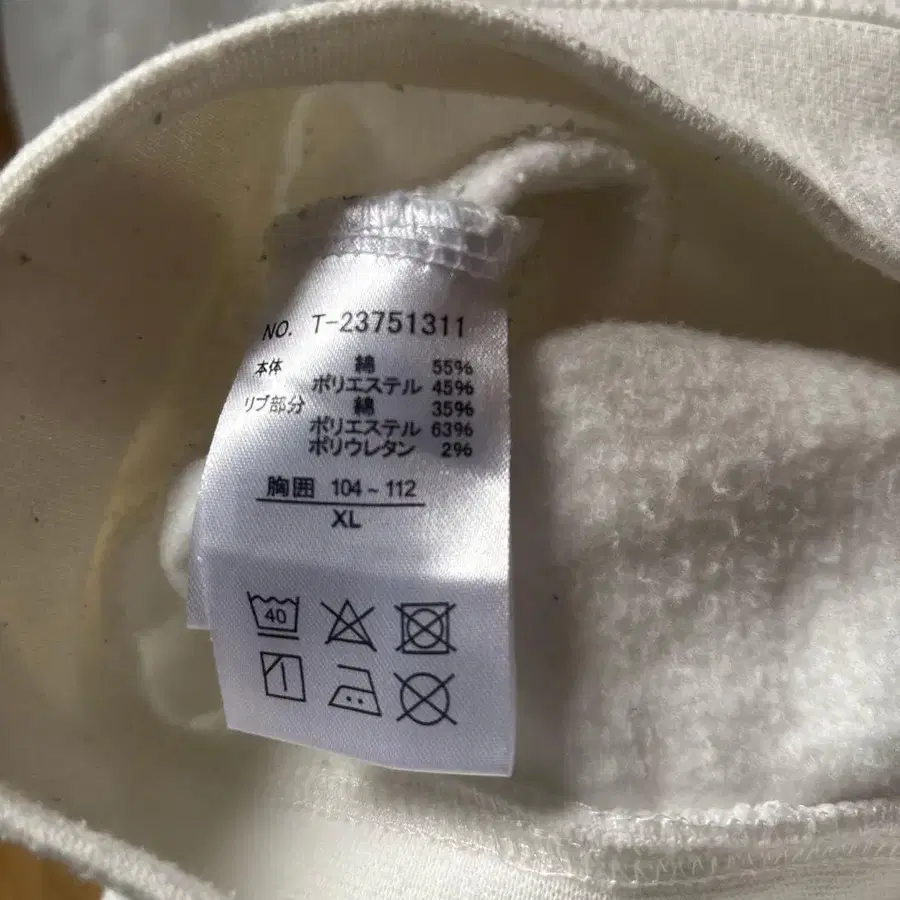 NO. T-23751311
本体 綿 55%
ポリエステル 45%
リブ部分 綿 35%
ポリエステル 63%
ポリウレタン 2%
胸囲 104~112
XL
40